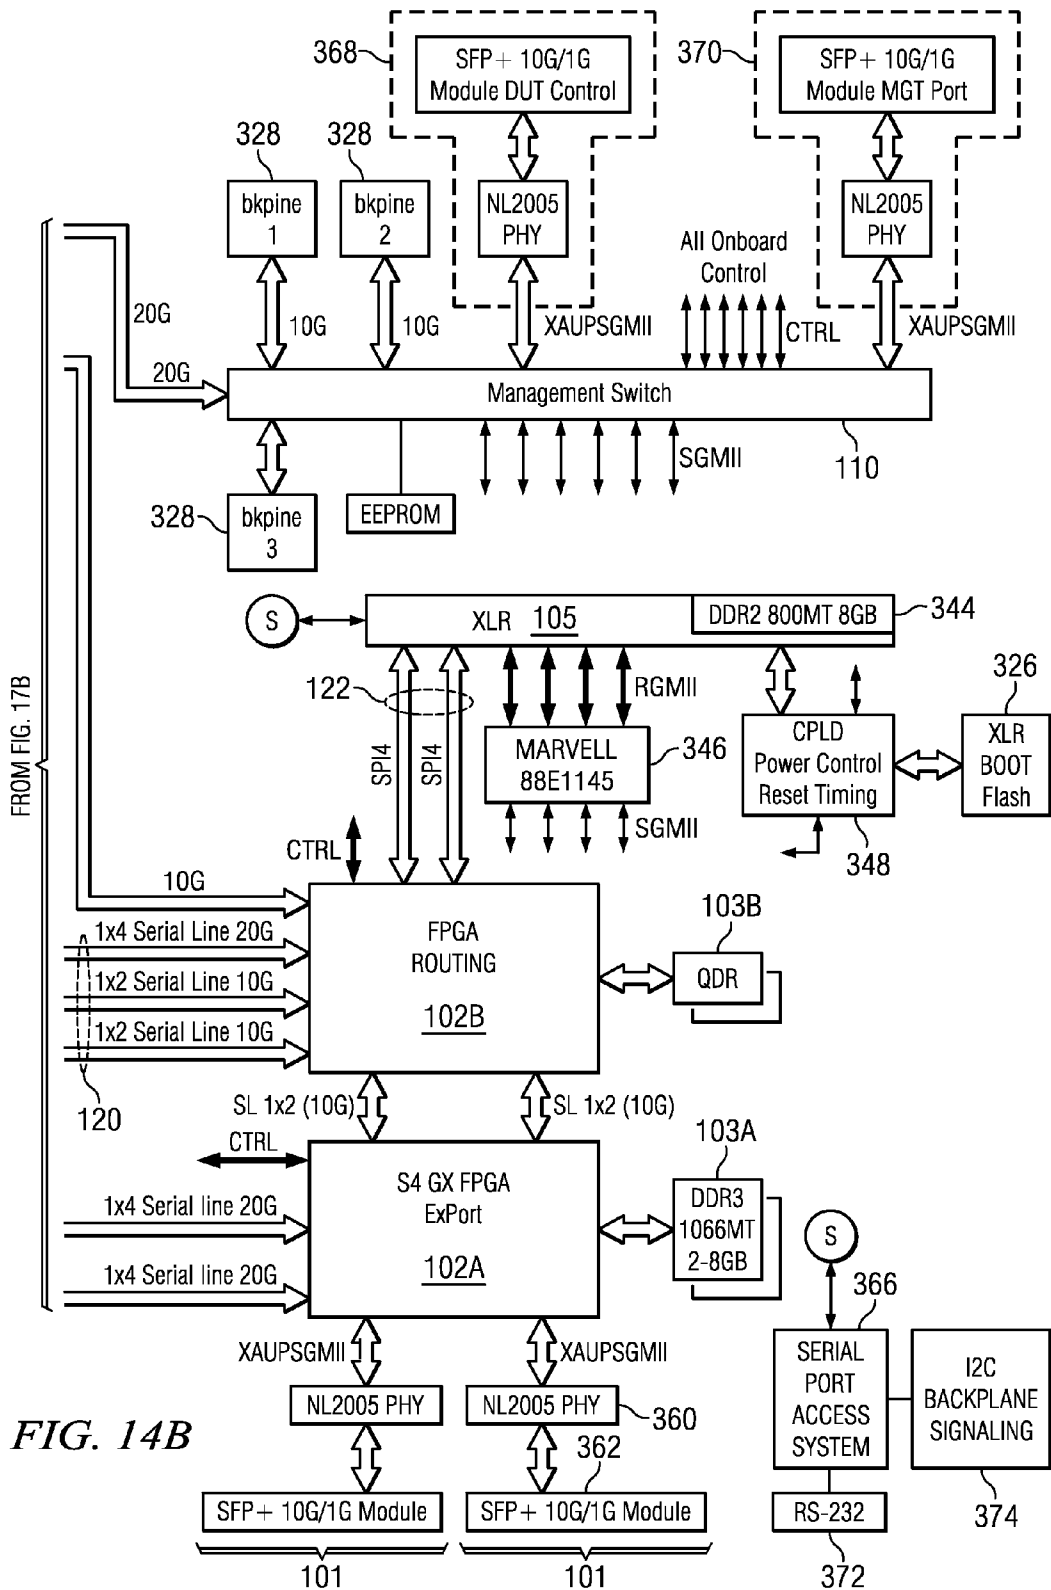 368
SFP+ 10G/1G
Module DUT Control
370
SFP+ 10G/1G
Module MGT Port
328
328
bkpine
1
bkpine
2
NL2005
PHY
NL2005
PHY
All Onboard
Control
20G
10G
10G
XAUPSGMII
CTRL
XAUPSGMII
20G
Management Switch
SGMII
110
328
bkpine
3
EEPROM
S
XLR 105
DDR2 800MT 8GB
344
FROM FIG. 17B
122
RGMII
326
SPI4
SPI4
MARVELL
88E1145
346
CPLD
Power Control
Reset Timing
XLR
BOOT
Flash
SGMII
348
CTRL
10G
1x4 Serial Line 20G
1x2 Serial Line 10G
1x2 Serial Line 10G
120
FPGA
ROUTING
102B
103B
QDR
SL 1x2 (10G)
SL 1x2 (10G)
CTRL
103A
1x4 Serial line 20G
1x4 Serial line 20G
S4 GX FPGA
ExPort
102A
DDR3
1066MT
2-8GB
S
366
XAUPSGMII
XAUPSGMII
SERIAL
PORT
ACCESS
SYSTEM
I2C
BACKPLANE
SIGNALING
NL2005 PHY
NL2005 PHY
360
FIG. 14B
362
SFP+ 10G/1G Module
SFP+ 10G/1G Module
RS-232
374
101
101
372